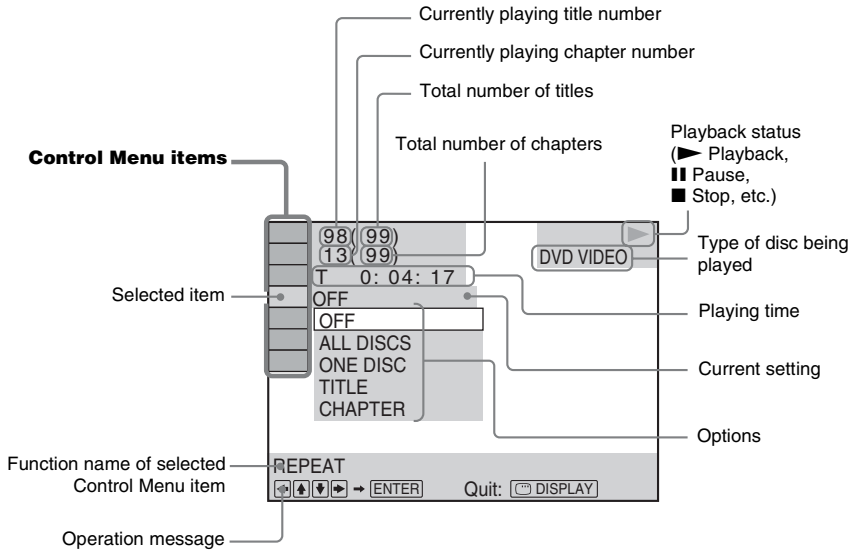 Currently playing title number
Currently playing chapter number
Total number of titles
Total number of chapters
Playback status
(► Playback,
❚❚ Pause,
■ Stop, etc.)
Control Menu items
98( 99)
13( 99)
DVD VIDEO
Type of disc being
played
T 0: 04: 17
Playing time
Selected item
OFF
OFF
ALL DISCS
ONE DISC
TITLE
CHAPTER
Current setting
Options
Function name of selected
Control Menu item
REPEAT
← ↑ ↓ → → ENTER Quit: DISPLAY
Operation message